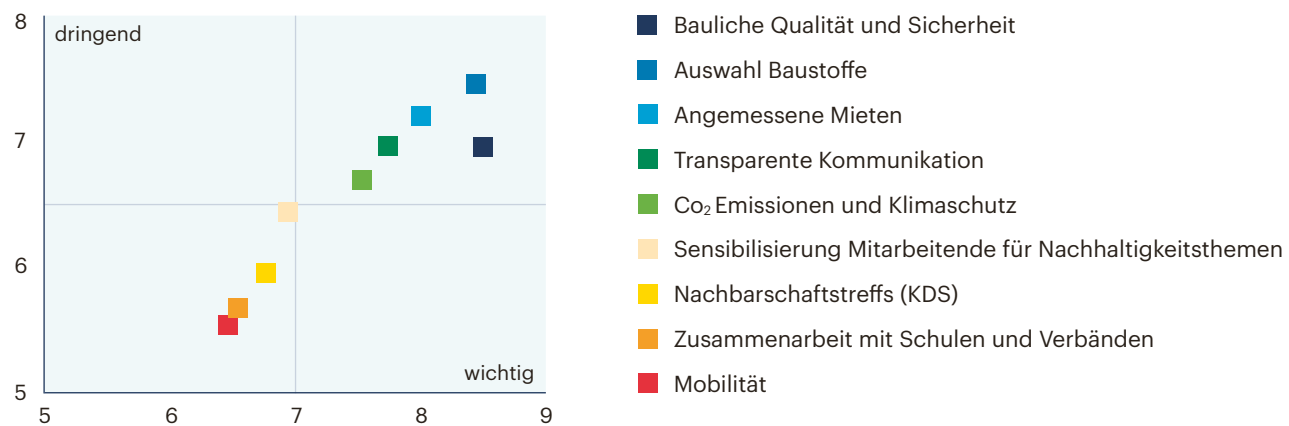 8
dringend
7
6
5
wichtig
5 6 7 8 9
Bauliche Qualität und Sicherheit
Auswahl Baustoffe
Angemessene Mieten
Transparente Kommunikation
Co₂ Emissionen und Klimaschutz
Sensibilisierung Mitarbeitende für Nachhaltigkeitsthemen
Nachbarschaftstreffs (KDS)
Zusammenarbeit mit Schulen und Verbänden
Mobilität